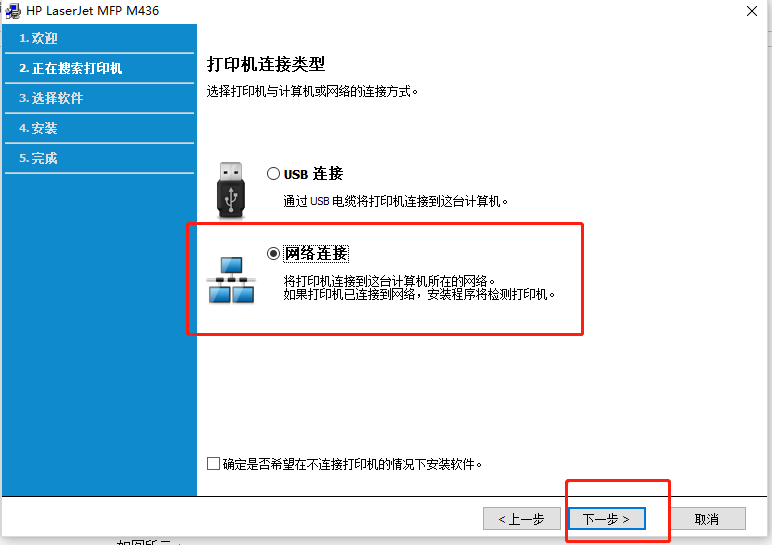 HP LaserJet MFP M436
1. 欢迎
2. 正在搜索打印机
3. 选择软件
4. 安装
5. 完成
打印机连接类型
选择打印机与计算机或网络的连接方式。
USB 连接
通过 USB 电缆将打印机连接到这台计算机。
网络连接
将打印机连接到这台计算机所在的网络。
如果打印机已连接到网络，安装程序将检测打印机。
确定是否希望在不连接打印机的情况下安装软件。
< 上一步
下一步 >
取消